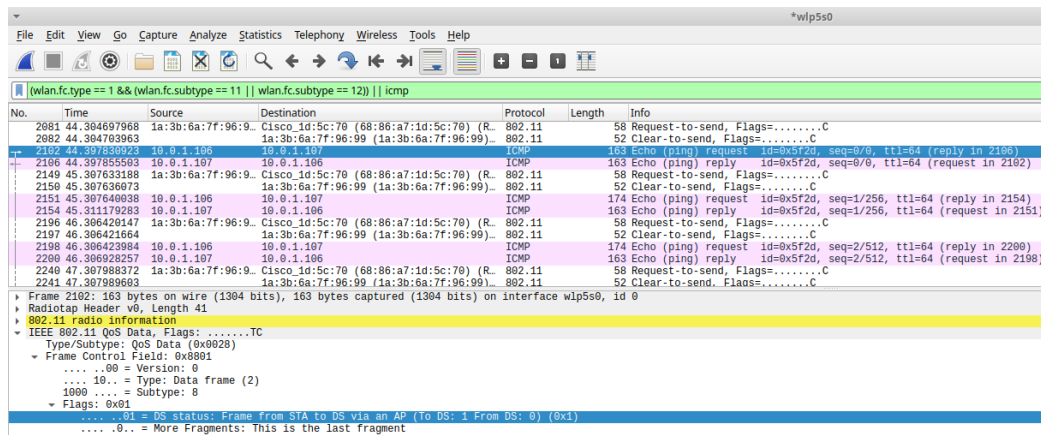 *wlp5s0
File Edit View Go Capture Analyze Statistics Telephony Wireless Tools Help
(wlan.fc.type == 1 && (wlan.fc.subtype == 11 || wlan.fc.subtype == 12)) || icmp
No. Time Source Destination Protocol Length Info
2081 44.304697968 1a:3b:6a:7f:96:9… Cisco_1d:5c:70 (68:86:a7:1d:5c:70) (R… 802.11 58 Request-to-send, Flags=........C
2082 44.304703963 1a:3b:6a:7f:96:99 (1a:3b:6a:7f:96:99)… 802.11 52 Clear-to-send, Flags=........C
2102 44.397830923 10.0.1.106 10.0.1.107 ICMP 163 Echo (ping) request id=0x5f2d, seq=0/0, ttl=64 (reply in 2106)
2106 44.397855503 10.0.1.107 10.0.1.106 ICMP 163 Echo (ping) reply id=0x5f2d, seq=0/0, ttl=64 (request in 2102)
2149 45.307633188 1a:3b:6a:7f:96:9… Cisco_1d:5c:70 (68:86:a7:1d:5c:70) (R… 802.11 58 Request-to-send, Flags=........C
2150 45.307636073 1a:3b:6a:7f:96:99 (1a:3b:6a:7f:96:99)… 802.11 52 Clear-to-send, Flags=........C
2151 45.307640038 10.0.1.106 10.0.1.107 ICMP 174 Echo (ping) request id=0x5f2d, seq=1/256, ttl=64 (reply in 2154)
2154 45.311179283 10.0.1.107 10.0.1.106 ICMP 163 Echo (ping) reply id=0x5f2d, seq=1/256, ttl=64 (request in 2151)
2196 46.306420147 1a:3b:6a:7f:96:9… Cisco_1d:5c:70 (68:86:a7:1d:5c:70) (R… 802.11 58 Request-to-send, Flags=........C
2197 46.306421664 1a:3b:6a:7f:96:99 (1a:3b:6a:7f:96:99)… 802.11 52 Clear-to-send, Flags=........C
2198 46.306423984 10.0.1.106 10.0.1.107 ICMP 174 Echo (ping) request id=0x5f2d, seq=2/512, ttl=64 (reply in 2200)
2200 46.306928257 10.0.1.107 10.0.1.106 ICMP 163 Echo (ping) reply id=0x5f2d, seq=2/512, ttl=64 (request in 2198)
2240 47.307988372 1a:3b:6a:7f:96:9… Cisco_1d:5c:70 (68:86:a7:1d:5c:70) (R… 802.11 58 Request-to-send, Flags=........C
2241 47.307989603 1a:3b:6a:7f:96:99 (1a:3b:6a:7f:96:99)… 802.11 52 Clear-to-send, Flags=........C
Frame 2102: 163 bytes on wire (1304 bits), 163 bytes captured (1304 bits) on interface wlp5s0, id 0
Radiotap Header v0, Length 41
802.11 radio information
IEEE 802.11 QoS Data, Flags: .......TC
Type/Subtype: QoS Data (0x0028)
Frame Control Field: 0x8801
.... ..00 = Version: 0
.... 10.. = Type: Data frame (2)
1000 .... = Subtype: 8
Flags: 0x01
.... ..01 = DS status: Frame from STA to DS via an AP (To DS: 1 From DS: 0) (0x1)
.... .0.. = More Fragments: This is the last fragment